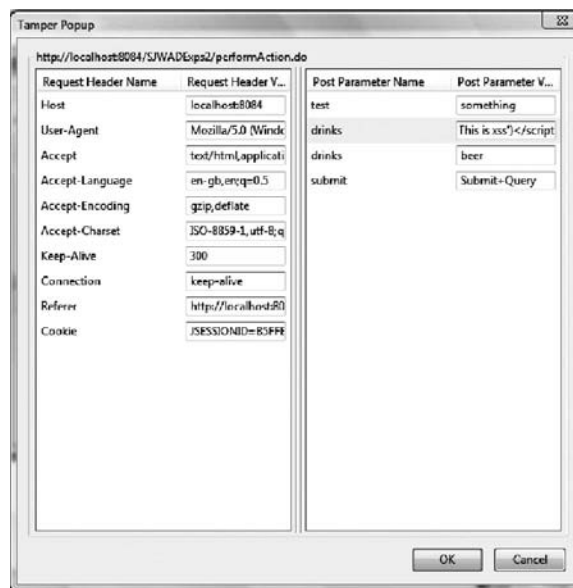 Tamper Popup
http://localhost:8084/SJWADExps2/performAction.do
Request Header Name Request Header V... Post Parameter Name Post Parameter V...
Host localhost:8084 test something
User-Agent Mozilla/5.0 (Windc drinks This is xss')</script
Accept text/html,applicati drinks beer
Accept-Language en-gb,en;q=0.5 submit Submit+Query
Accept-Encoding gzip,deflate
Accept-Charset ISO-8859-1,utf-8;q
Keep-Alive 300
Connection keep-alive
Referer http://localhost:80
Cookie JSESSIONID=B5FFE
OK Cancel